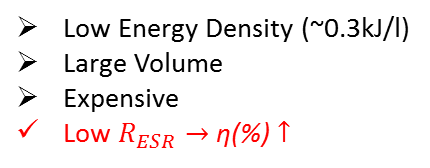 ➢ Low Energy Density (~0.3kJ/l)
➢ Large Volume
➢ Expensive
✓ Low R_ESR → η(%) ↑